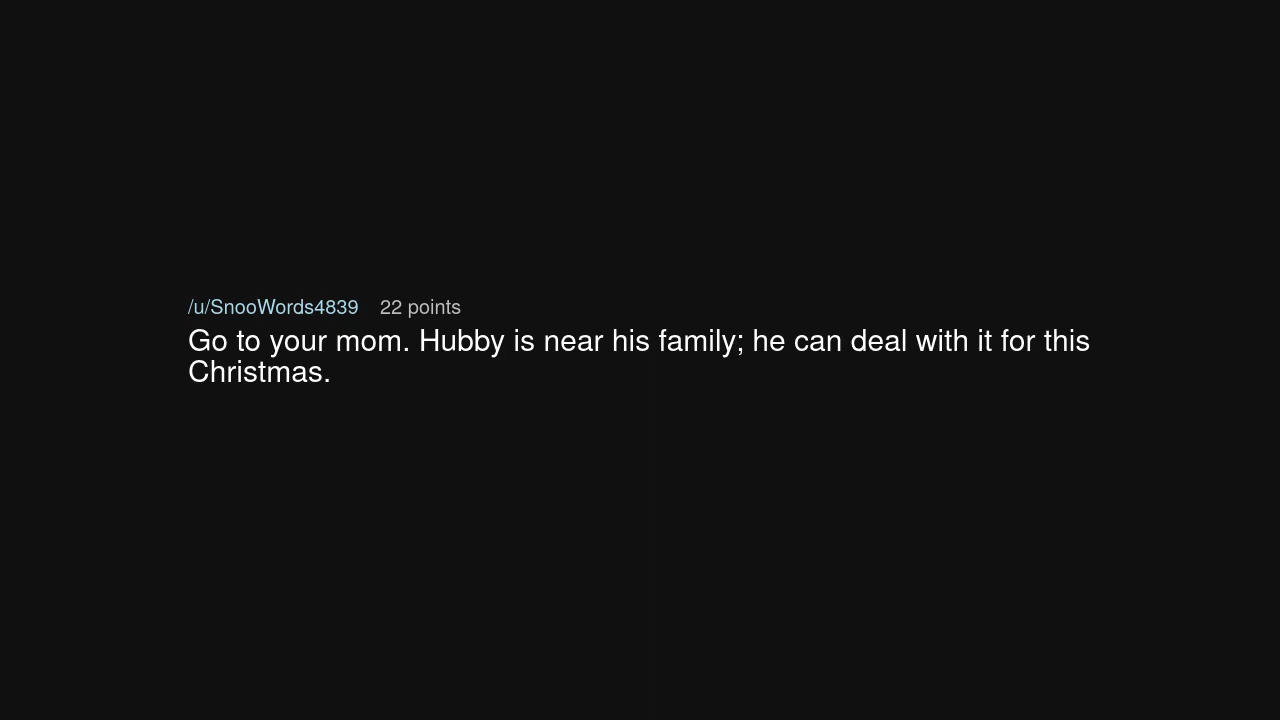 /u/SnooWords4839 22 points
Go to your mom. Hubby is near his family; he can deal with it for this
Christmas.